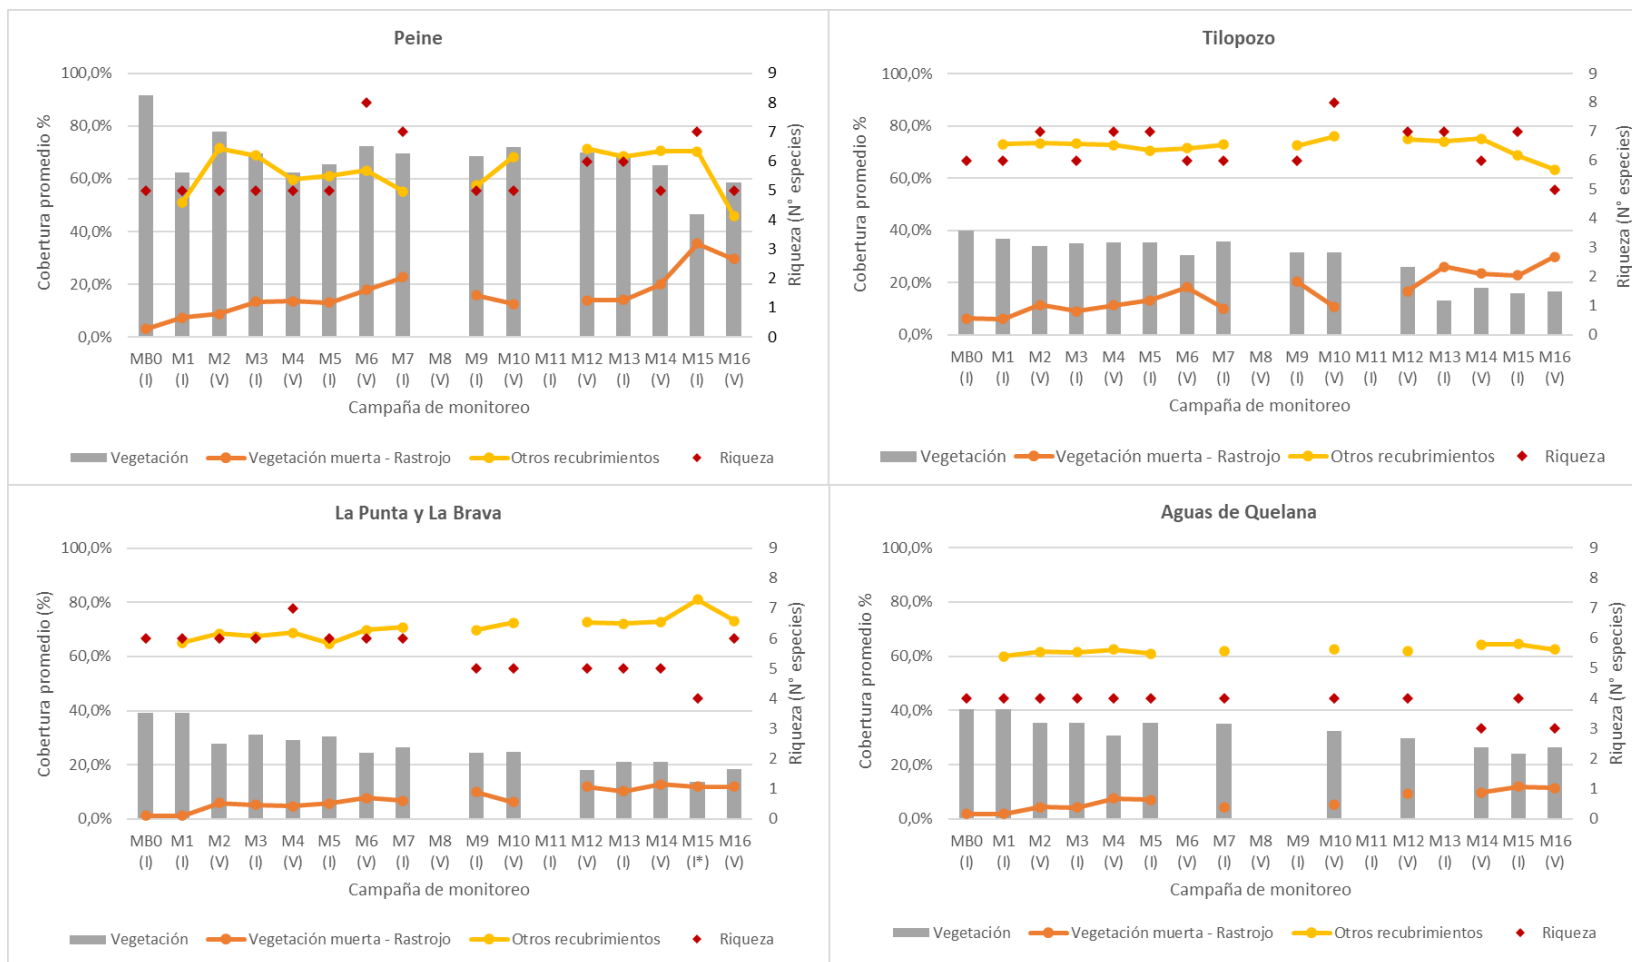 Peine
Cobertura promedio %
100,0%
80,0%
60,0%
40,0%
20,0%
0,0%
9
8
7
6
5
4
3
2
1
0
Riqueza (N° especies)
MB0 M1 M2 M3 M4 M5 M6 M7 M8 M9 M10 M11 M12 M13 M14 M15 M16
(I) (I) (V) (I) (V) (I) (V) (I) (V) (I) (V) (I) (V) (I) (V) (I) (V)
Campaña de monitoreo
Vegetación Vegetación muerta - Rastrojo Otros recubrimientos Riqueza
Tilopozo
Cobertura promedio %
100,0%
80,0%
60,0%
40,0%
20,0%
0,0%
9
8
7
6
5
4
3
2
1
0
Riqueza (N° especies)
MB0 M1 M2 M3 M4 M5 M6 M7 M8 M9 M10 M11 M12 M13 M14 M15 M16
(I) (I) (V) (I) (V) (I) (V) (I) (V) (I) (V) (I) (V) (I) (V) (I) (V)
Campaña de monitoreo
Vegetación Vegetación muerta - Rastrojo Otros recubrimientos Riqueza
La Punta y La Brava
Cobertura promedio (%)
100,0%
80,0%
60,0%
40,0%
20,0%
0,0%
9
8
7
6
5
4
3
2
1
0
Riqueza (N° especies)
MB0 M1 M2 M3 M4 M5 M6 M7 M8 M9 M10 M11 M12 M13 M14 M15 M16
(I) (I) (V) (I) (V) (I) (V) (I) (V) (I) (V) (I) (V) (I) (V) (I*) (V)
Campaña de monitoreo
Vegetación Vegetación muerta - Rastrojo Otros recubrimientos Riqueza
Aguas de Quelana
Cobertura promedio %
100,0%
80,0%
60,0%
40,0%
20,0%
0,0%
9
8
7
6
5
4
3
2
1
0
Riqueza (N° especies)
MB0 M1 M2 M3 M4 M5 M6 M7 M8 M9 M10 M11 M12 M13 M14 M15 M16
(I) (I) (V) (I) (V) (I) (V) (I) (V) (I) (V) (I) (V) (I) (V) (I) (V)
Campaña de monitoreo
Vegetación Vegetación muerta - Rastrojo Otros recubrimientos Riqueza